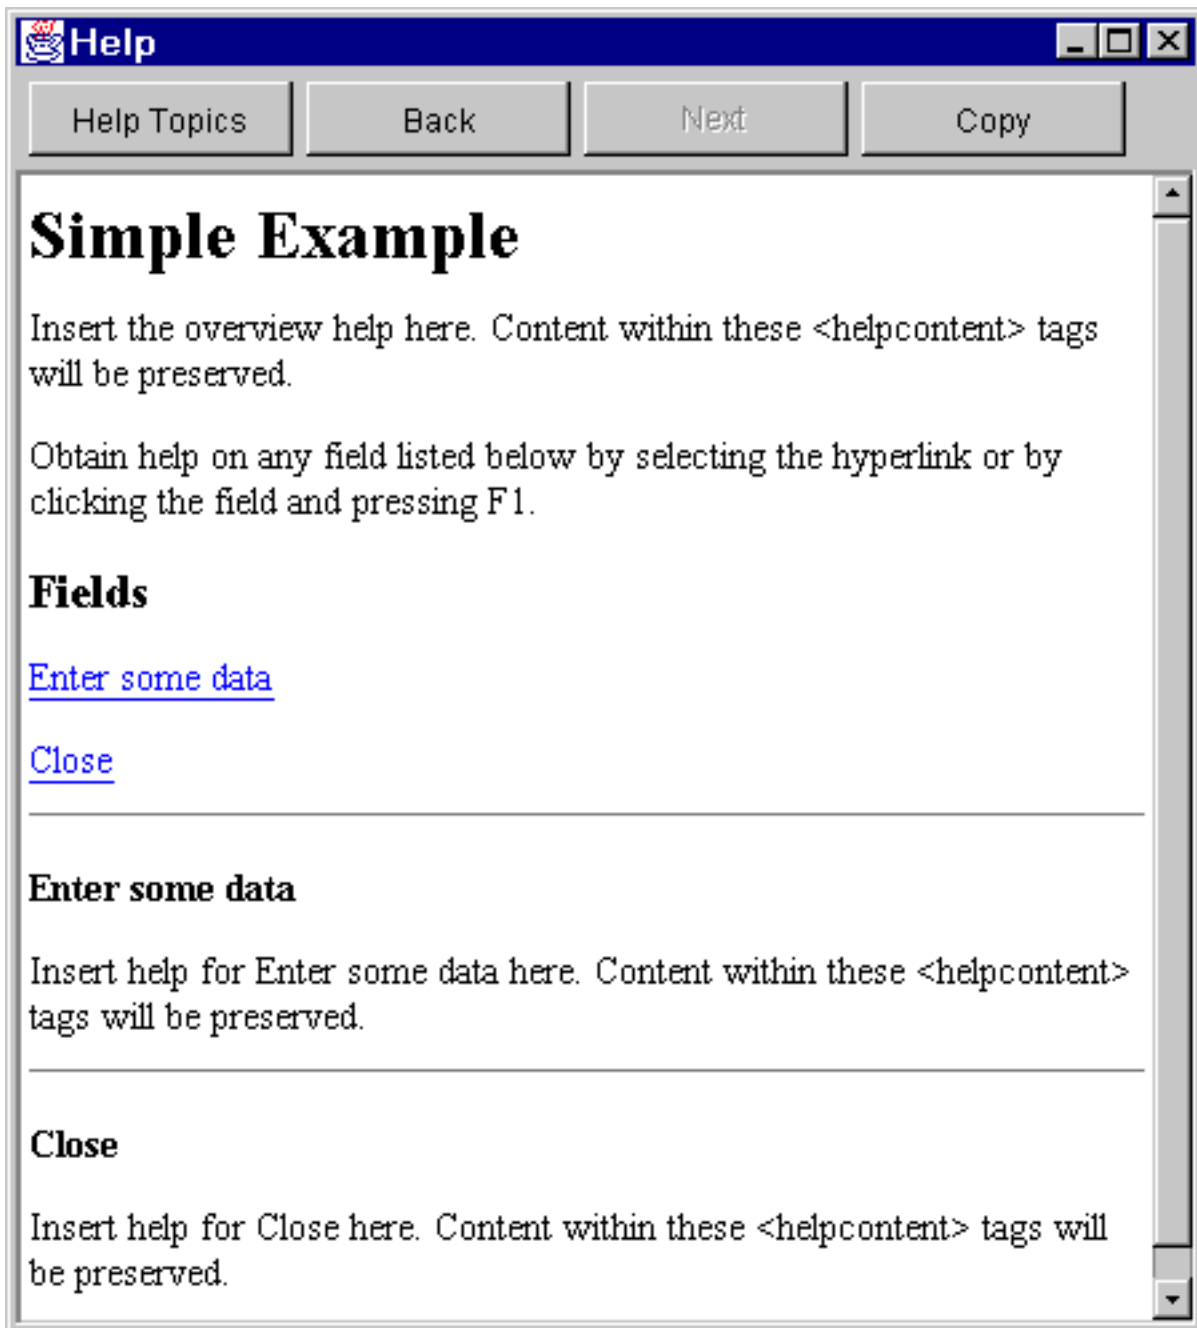 Help
Help Topics Back Next Copy
Simple Example
Insert the overview help here. Content within these <helpcontent> tags
will be preserved.
Obtain help on any field listed below by selecting the hyperlink or by
clicking the field and pressing F1.
Fields
Enter some data
Close
Enter some data
Insert help for Enter some data here. Content within these <helpcontent>
tags will be preserved.
Close
Insert help for Close here. Content within these <helpcontent> tags will
be preserved.